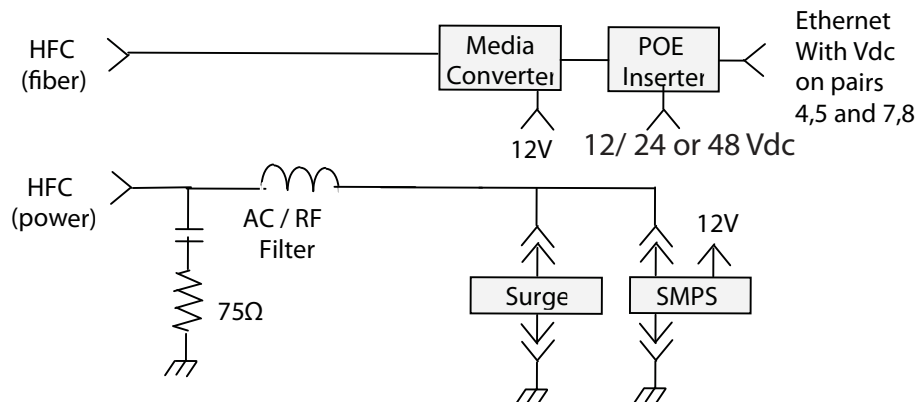 HFC
(fiber)
Media
Converter
POE
Inserter
Ethernet
With Vdc
on pairs
4,5 and 7,8
12V
12/ 24 or 48 Vdc
HFC
(power)
AC / RF
Filter
75Ω
12V
Surge
SMPS